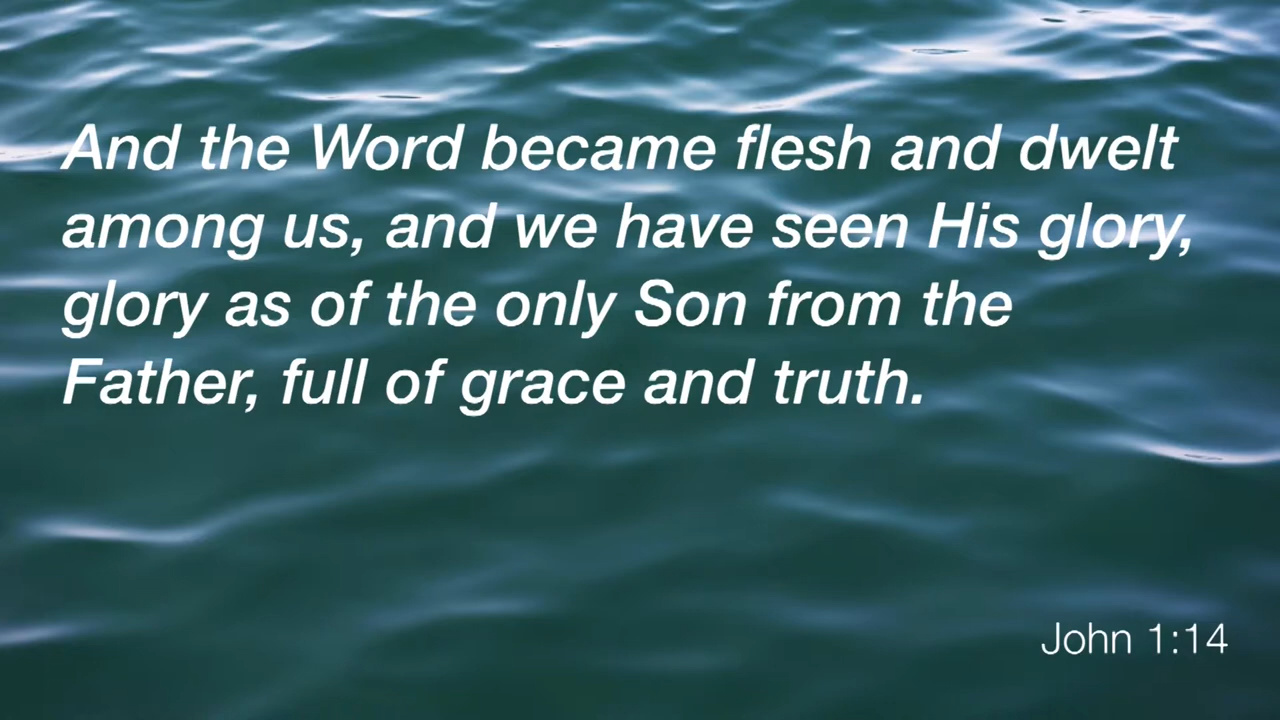 And the Word became flesh and dwelt
among us, and we have seen His glory,
glory as of the only Son from the
Father, full of grace and truth.
John 1:14